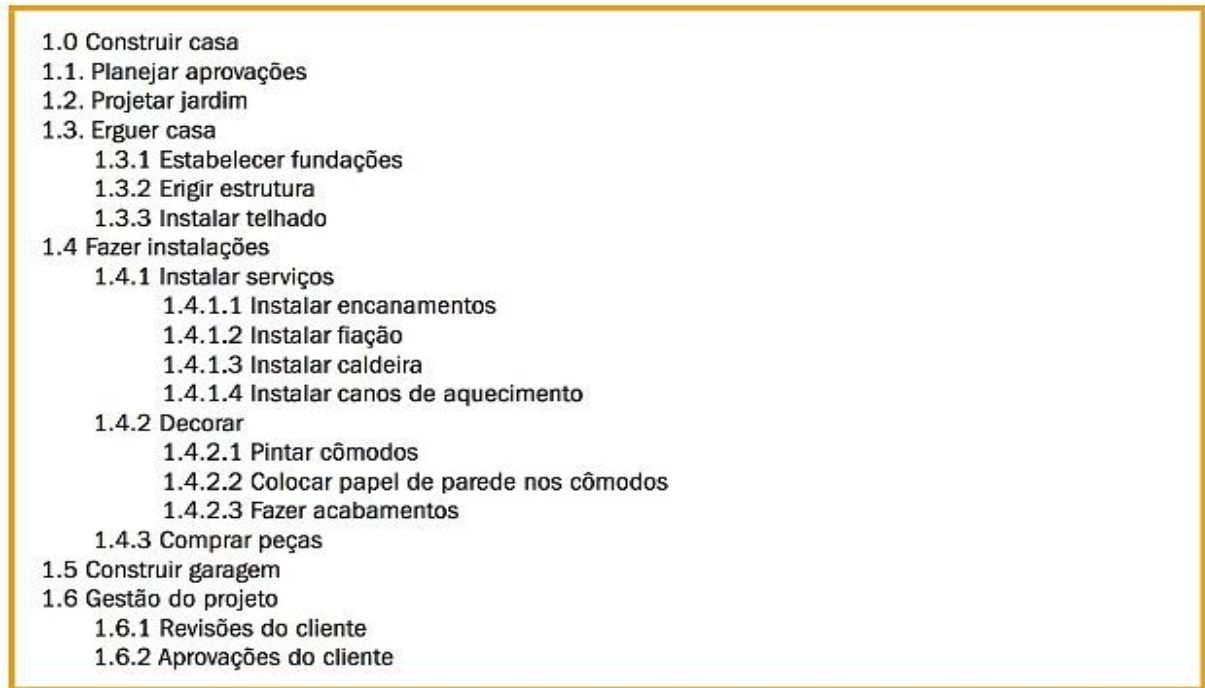 1.0 Construir casa
1.1. Planejar aprovações
1.2. Projetar jardim
1.3. Erguer casa
1.3.1 Estabelecer fundações
1.3.2 Erigir estrutura
1.3.3 Instalar telhado
1.4 Fazer instalações
1.4.1 Instalar serviços
1.4.1.1 Instalar encanamentos
1.4.1.2 Instalar fiação
1.4.1.3 Instalar caldeira
1.4.1.4 Instalar canos de aquecimento
1.4.2 Decorar
1.4.2.1 Pintar cômodos
1.4.2.2 Colocar papel de parede nos cômodos
1.4.2.3 Fazer acabamentos
1.4.3 Comprar peças
1.5 Construir garagem
1.6 Gestão do projeto
1.6.1 Revisões do cliente
1.6.2 Aprovações do cliente